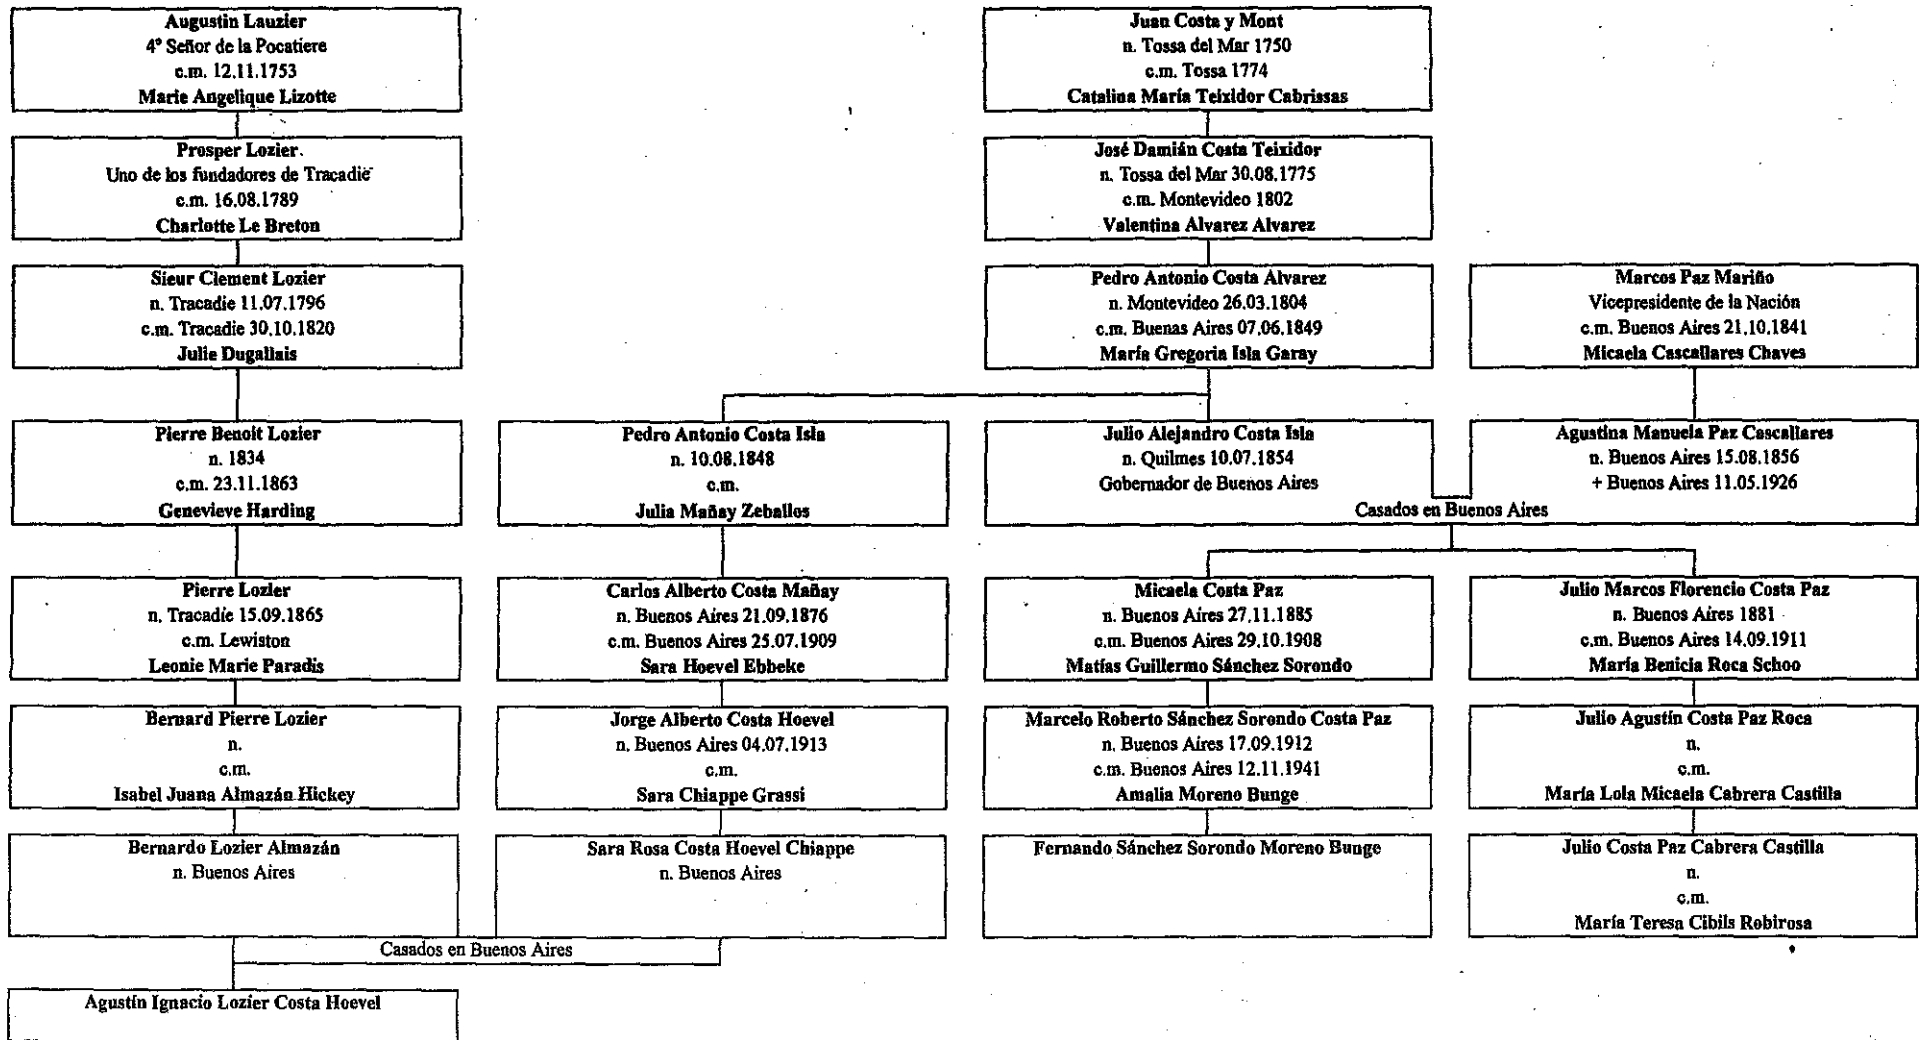 Augustin Lauzier
4º Señor de la Pocatiere
c.m. 12.11.1753
Marie Angelique Lizotte
Juan Costa y Mont
n. Tossa del Mar 1750
c.m. Tossa 1774
Catalina María Teixidor Cabrissas
Prosper Lozier.
Uno de los fundadores de Tracadie
c.m. 16.08.1789
Charlotte Le Breton
José Damián Costa Teixidor
n. Tossa del Mar 30.08.1775
c.m. Montevideo 1802
Valentina Alvarez Alvarez
Sieur Clement Lozier
n. Tracadie 11.07.1796
c.m. Tracadie 30.10.1820
Julie Dugallais
Pedro Antonio Costa Alvarez
n. Montevideo 26.03.1804
c.m. Buenas Aires 07.06.1849
María Gregoria Isla Garay
Marcos Paz Mariño
Vicepresidente de la Nación
c.m. Buenos Aires 21.10.1841
Micaela Cascallares Chaves
Pierre Benoit Lozier
n. 1834
c.m. 23.11.1863
Genevieve Harding
Pedro Antonio Costa Isla
n. 10.08.1848
c.m.
Julia Mañay Zeballos
Julio Alejandro Costa Isla
n. Quilmes 10.07.1854
Gobernador de Buenos Aires
Agustina Manuela Paz Cascallares
n. Buenos Aires 15.08.1856
+ Buenos Aires 11.05.1926
Casados en Buenos Aires
Pierre Lozier
n. Tracadie 15.09.1865
c.m. Lewiston
Leonie Marie Paradis
Carlos Alberto Costa Mañay
n. Buenos Aires 21.09.1876
c.m. Buenos Aires 25.07.1909
Sara Hoevel Ebbeke
Micaela Costa Paz
n. Buenos Aires 27.11.1885
c.m. Buenos Aires 29.10.1908
Matías Guillermo Sánchez Sorondo
Julio Marcos Florencio Costa Paz
n. Buenos Aires 1881
c.m. Buenos Aires 14.09.1911
María Benicia Roca Schoo
Bernard Pierre Lozier
n.
c.m.
Isabel Juana Almazán Hickey
Jorge Alberto Costa Hoevel
n. Buenos Aires 04.07.1913
c.m.
Sara Chiappe Grassi
Marcelo Roberto Sánchez Sorondo Costa Paz
n. Buenos Aires 17.09.1912
c.m. Buenos Aires 12.11.1941
Amalia Moreno Bunge
Julio Agustín Costa Paz Roca
n.
c.m.
María Lola Micaela Cabrera Castilla
Bernardo Lozier Almazán
n. Buenos Aires
Sara Rosa Costa Hoevel Chiappe
n. Buenos Aires
Fernando Sánchez Sorondo Moreno Bunge
Julio Costa Paz Cabrera Castilla
n.
c.m.
María Teresa Cibils Robirosa
Casados en Buenos Aires
Agustín Ignacio Lozier Costa Hoevel